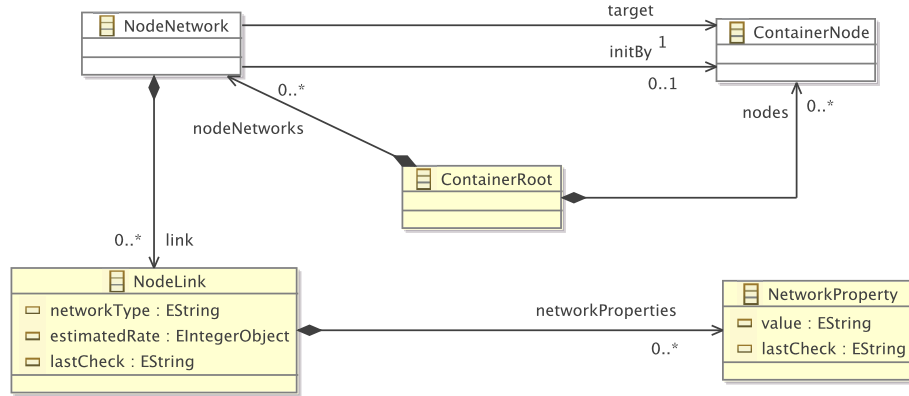 NodeNetwork
target
1
initBy
0..1
ContainerNode
0..*
nodeNetworks
nodes
0..*
ContainerRoot
0..*
link
NodeLink
networkType : EString
estimatedRate : EIntegerObject
lastCheck : EString
networkProperties
0..*
NetworkProperty
value : EString
lastCheck : EString